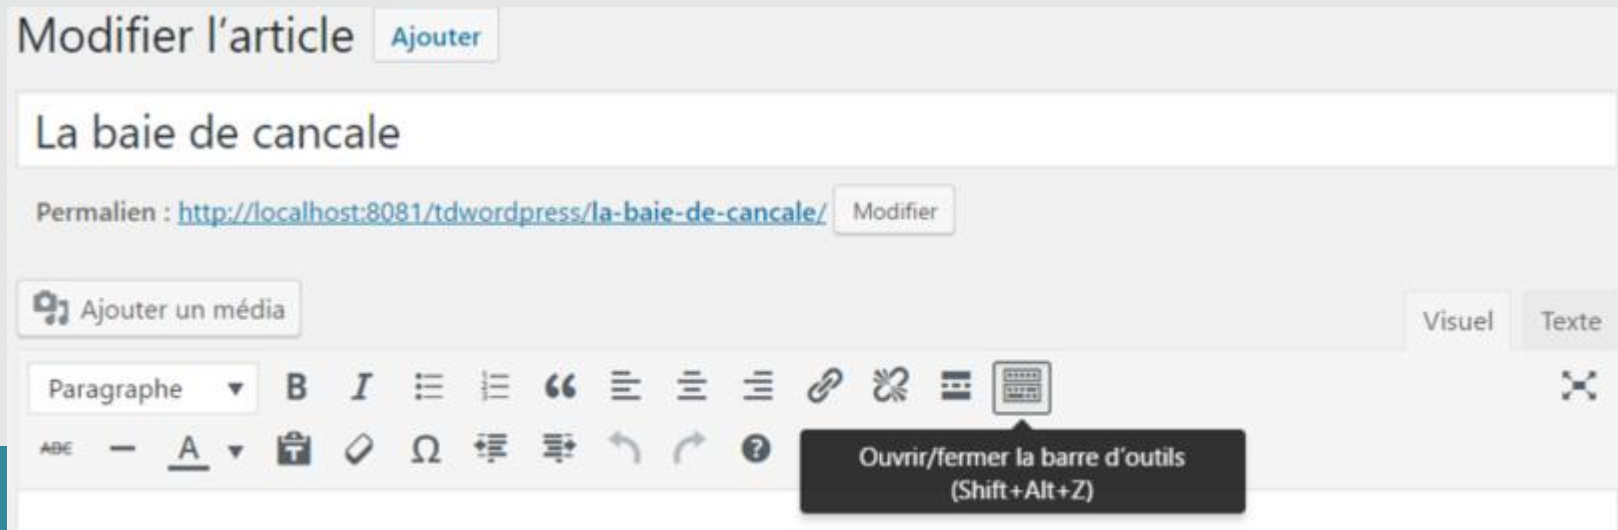 Modifier l’article Ajouter
La baie de cancale
Permalien : http://localhost:8081/tdwordpress/la-baie-de-cancale/ Modifier
Ajouter un média
Visuel Texte
Paragraphe B I “ 
ABC A T Ω ?
Ouvrir/fermer la barre d’outils
(Shift+Alt+Z)